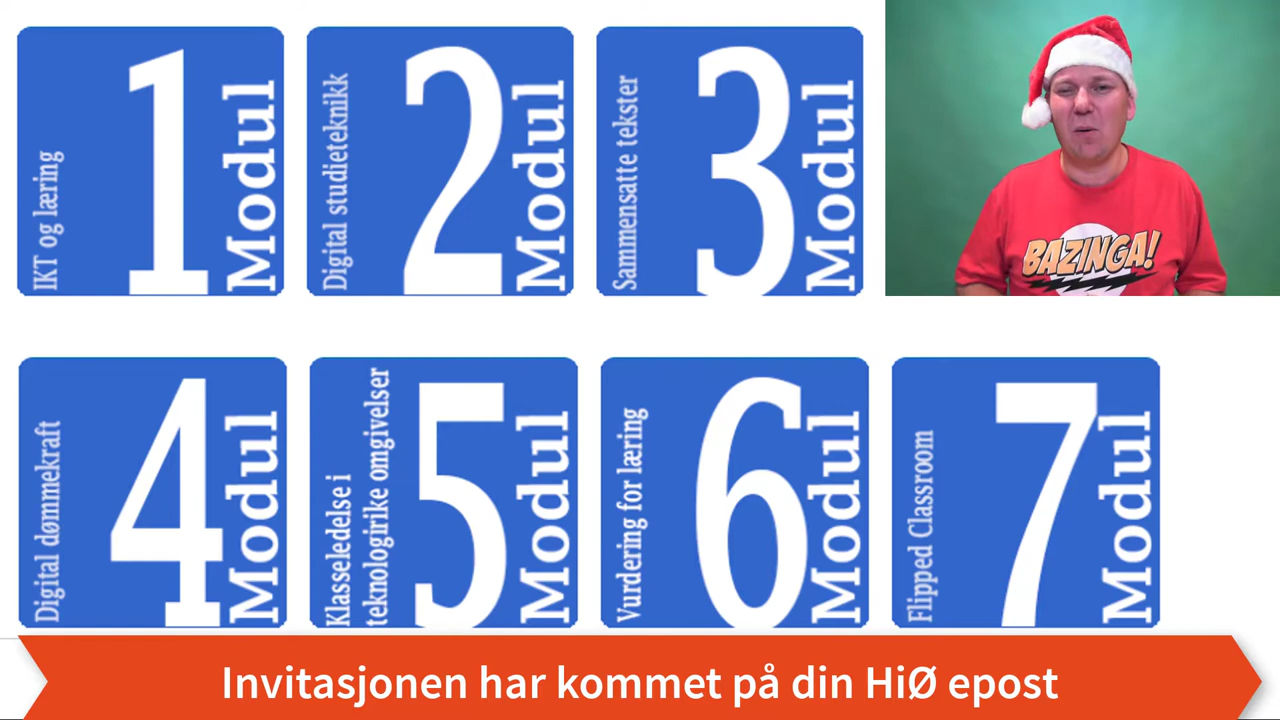 IKT og læring
1
Modul
Digital studieteknikk
2
Modul
Sammensatte tekster
3
Modul
BAZINGA!
Digital dømmekraft
4
Modul
Klasseledelse i
teknologirike omgivelser
5
Modul
Vurdering for læring
6
Modul
Flipped Classroom
7
Modul
Invitasjonen har kommet på din HiØ epost